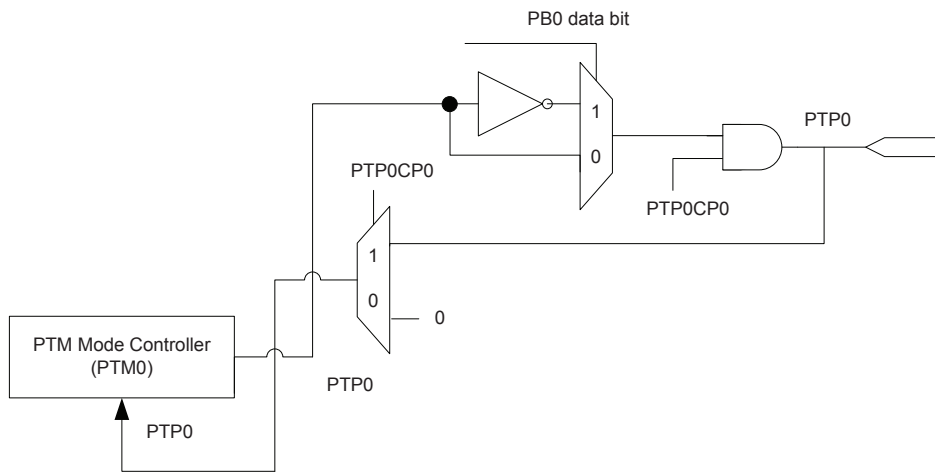 PB0 data bit
1
0
PTP0
PTP0CP0
PTP0CP0
1
0
0
PTM Mode Controller
(PTM0)
PTP0
PTP0